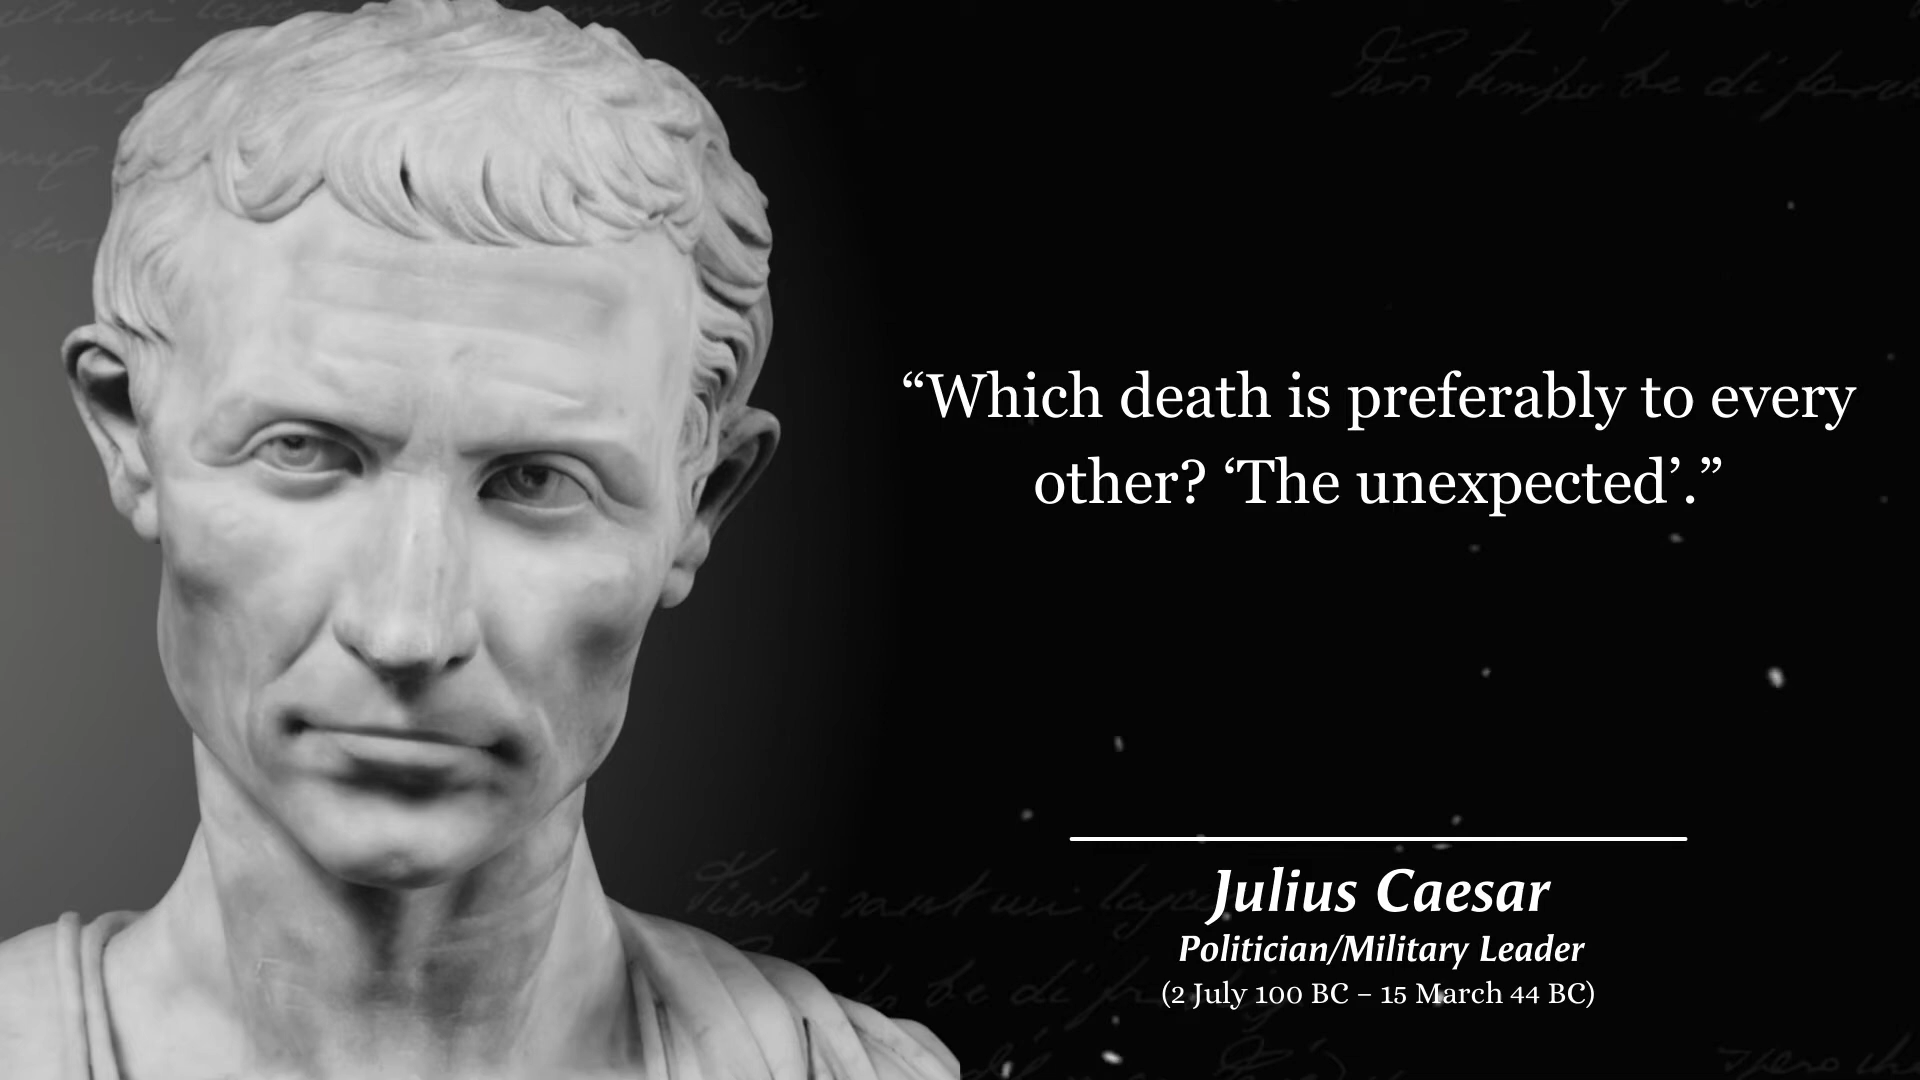 “Which death is preferably to every
other? ‘The unexpected’.”
Julius Caesar
Politician/Military Leader
(2 July 100 BC – 15 March 44 BC)